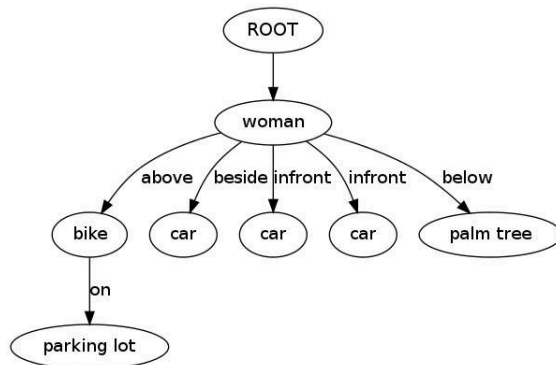 ROOT
woman
above beside infront infront below
bike car car car palm tree
on
parking lot